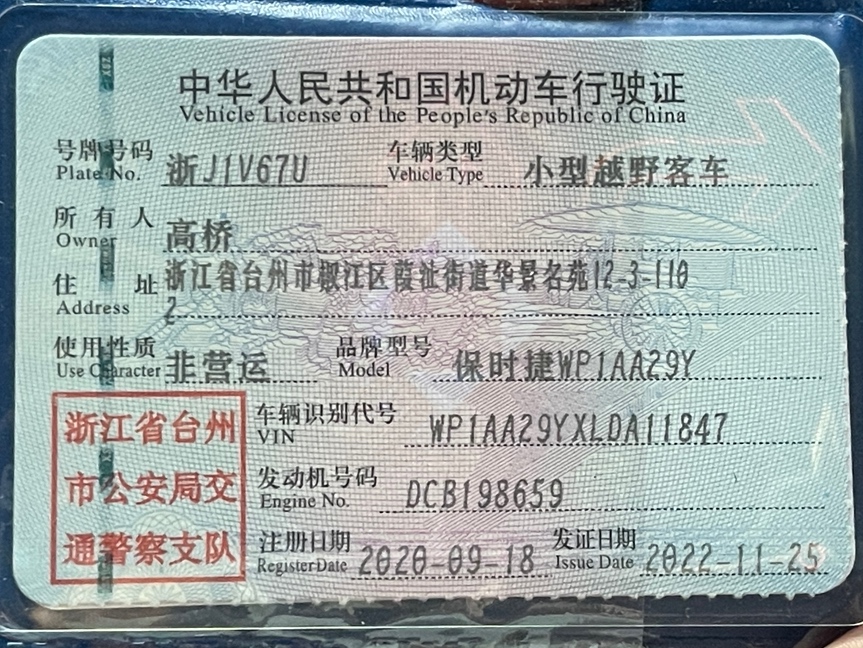 中华人民共和国机动车行驶证
Vehicle License of the People's Republic of China
号牌号码 浙J1V67U 车辆类型 小型越野客车
Plate No. Vehicle Type
所有人 高桥
Owner
住址 浙江省台州市椒江区葭沚街道华景名苑12-3-110
Address 2
使用性质 非营运 品牌型号 保时捷WP1AA29Y
Use Character Model
浙江省台州
市公安局交
通警察支队
车辆识别代号 WP1AA29YXLDA11847
VIN
发动机号码 DCB198659
Engine No.
注册日期 2020-09-18 发证日期 2022-11-25
Register Date Issue Date